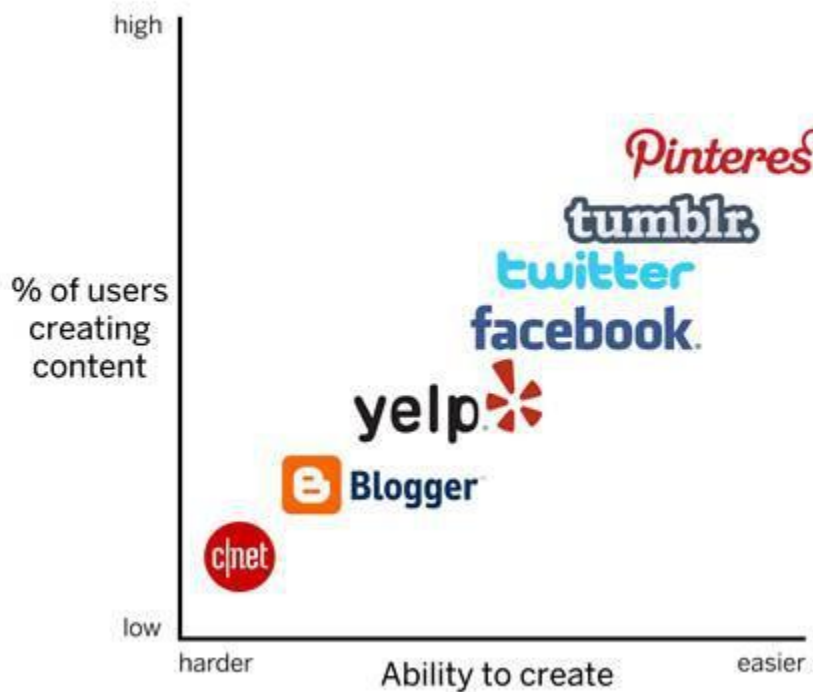 high
Pinteres
tumblr.
twitter
% of users
creating
content
facebook.
yelp
Blogger
c|net
low
harder
Ability to create
easier